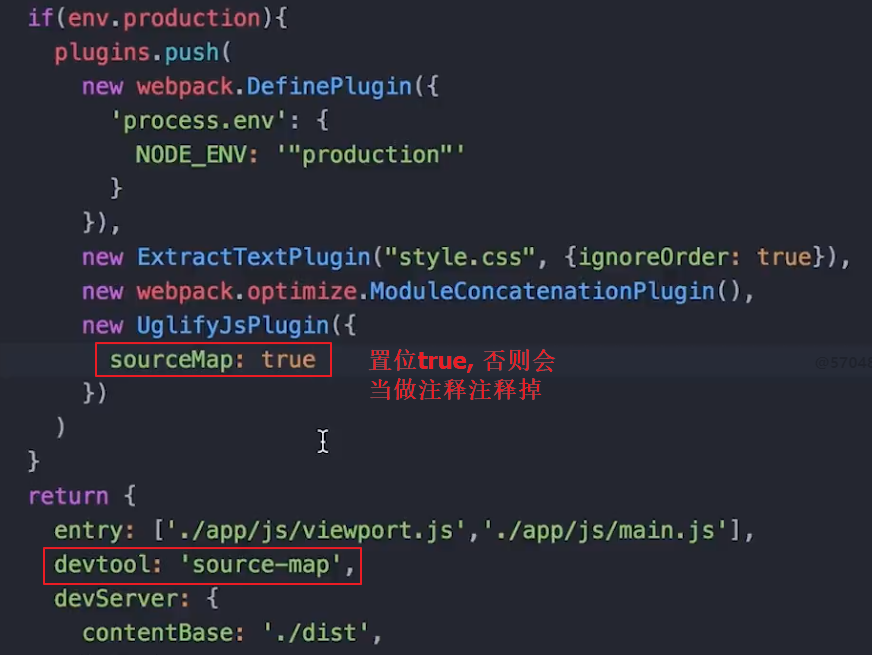 if(env.production){
plugins.push(
new webpack.DefinePlugin({
'process.env': {
NODE_ENV: '"production"'
}
}),
new ExtractTextPlugin("style.css", {ignoreOrder: true}),
new webpack.optimize.ModuleConcatenationPlugin(),
new UglifyJsPlugin({
sourceMap: true
置位true, 否则会
当做注释注释掉
})
)
}
return {
entry: ['./app/js/viewport.js','./app/js/main.js'],
devtool: 'source-map',
devServer: {
contentBase: './dist',